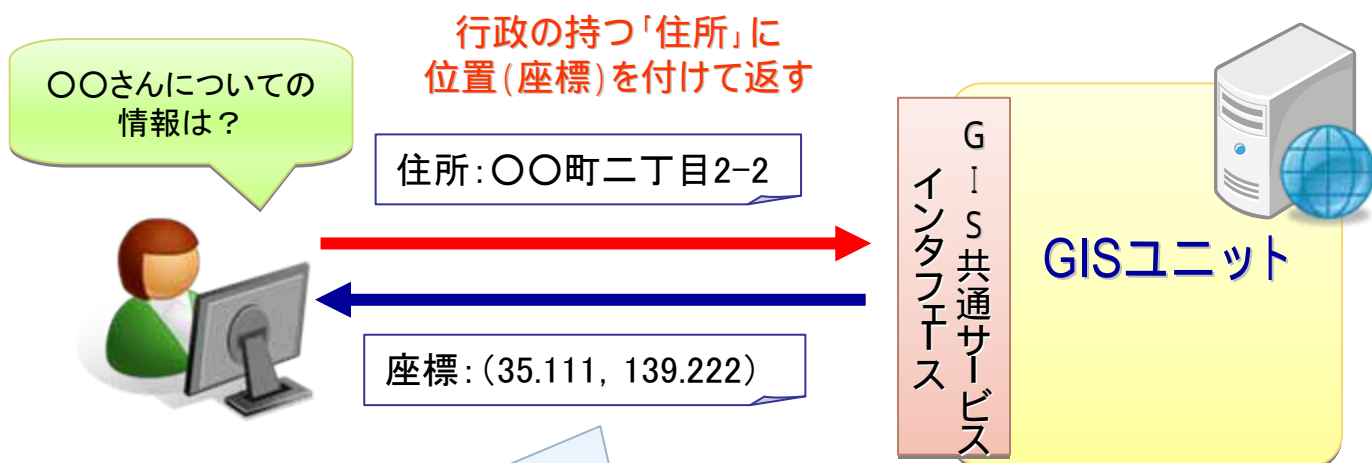 行政の持つ「住所」に
位置(座標)を付けて返す
〇〇さんについての
情報は？
住所:〇〇町二丁目2-2
座標:(35.111, 139.222)
GIS共通サービス
インタフェース
GISユニット